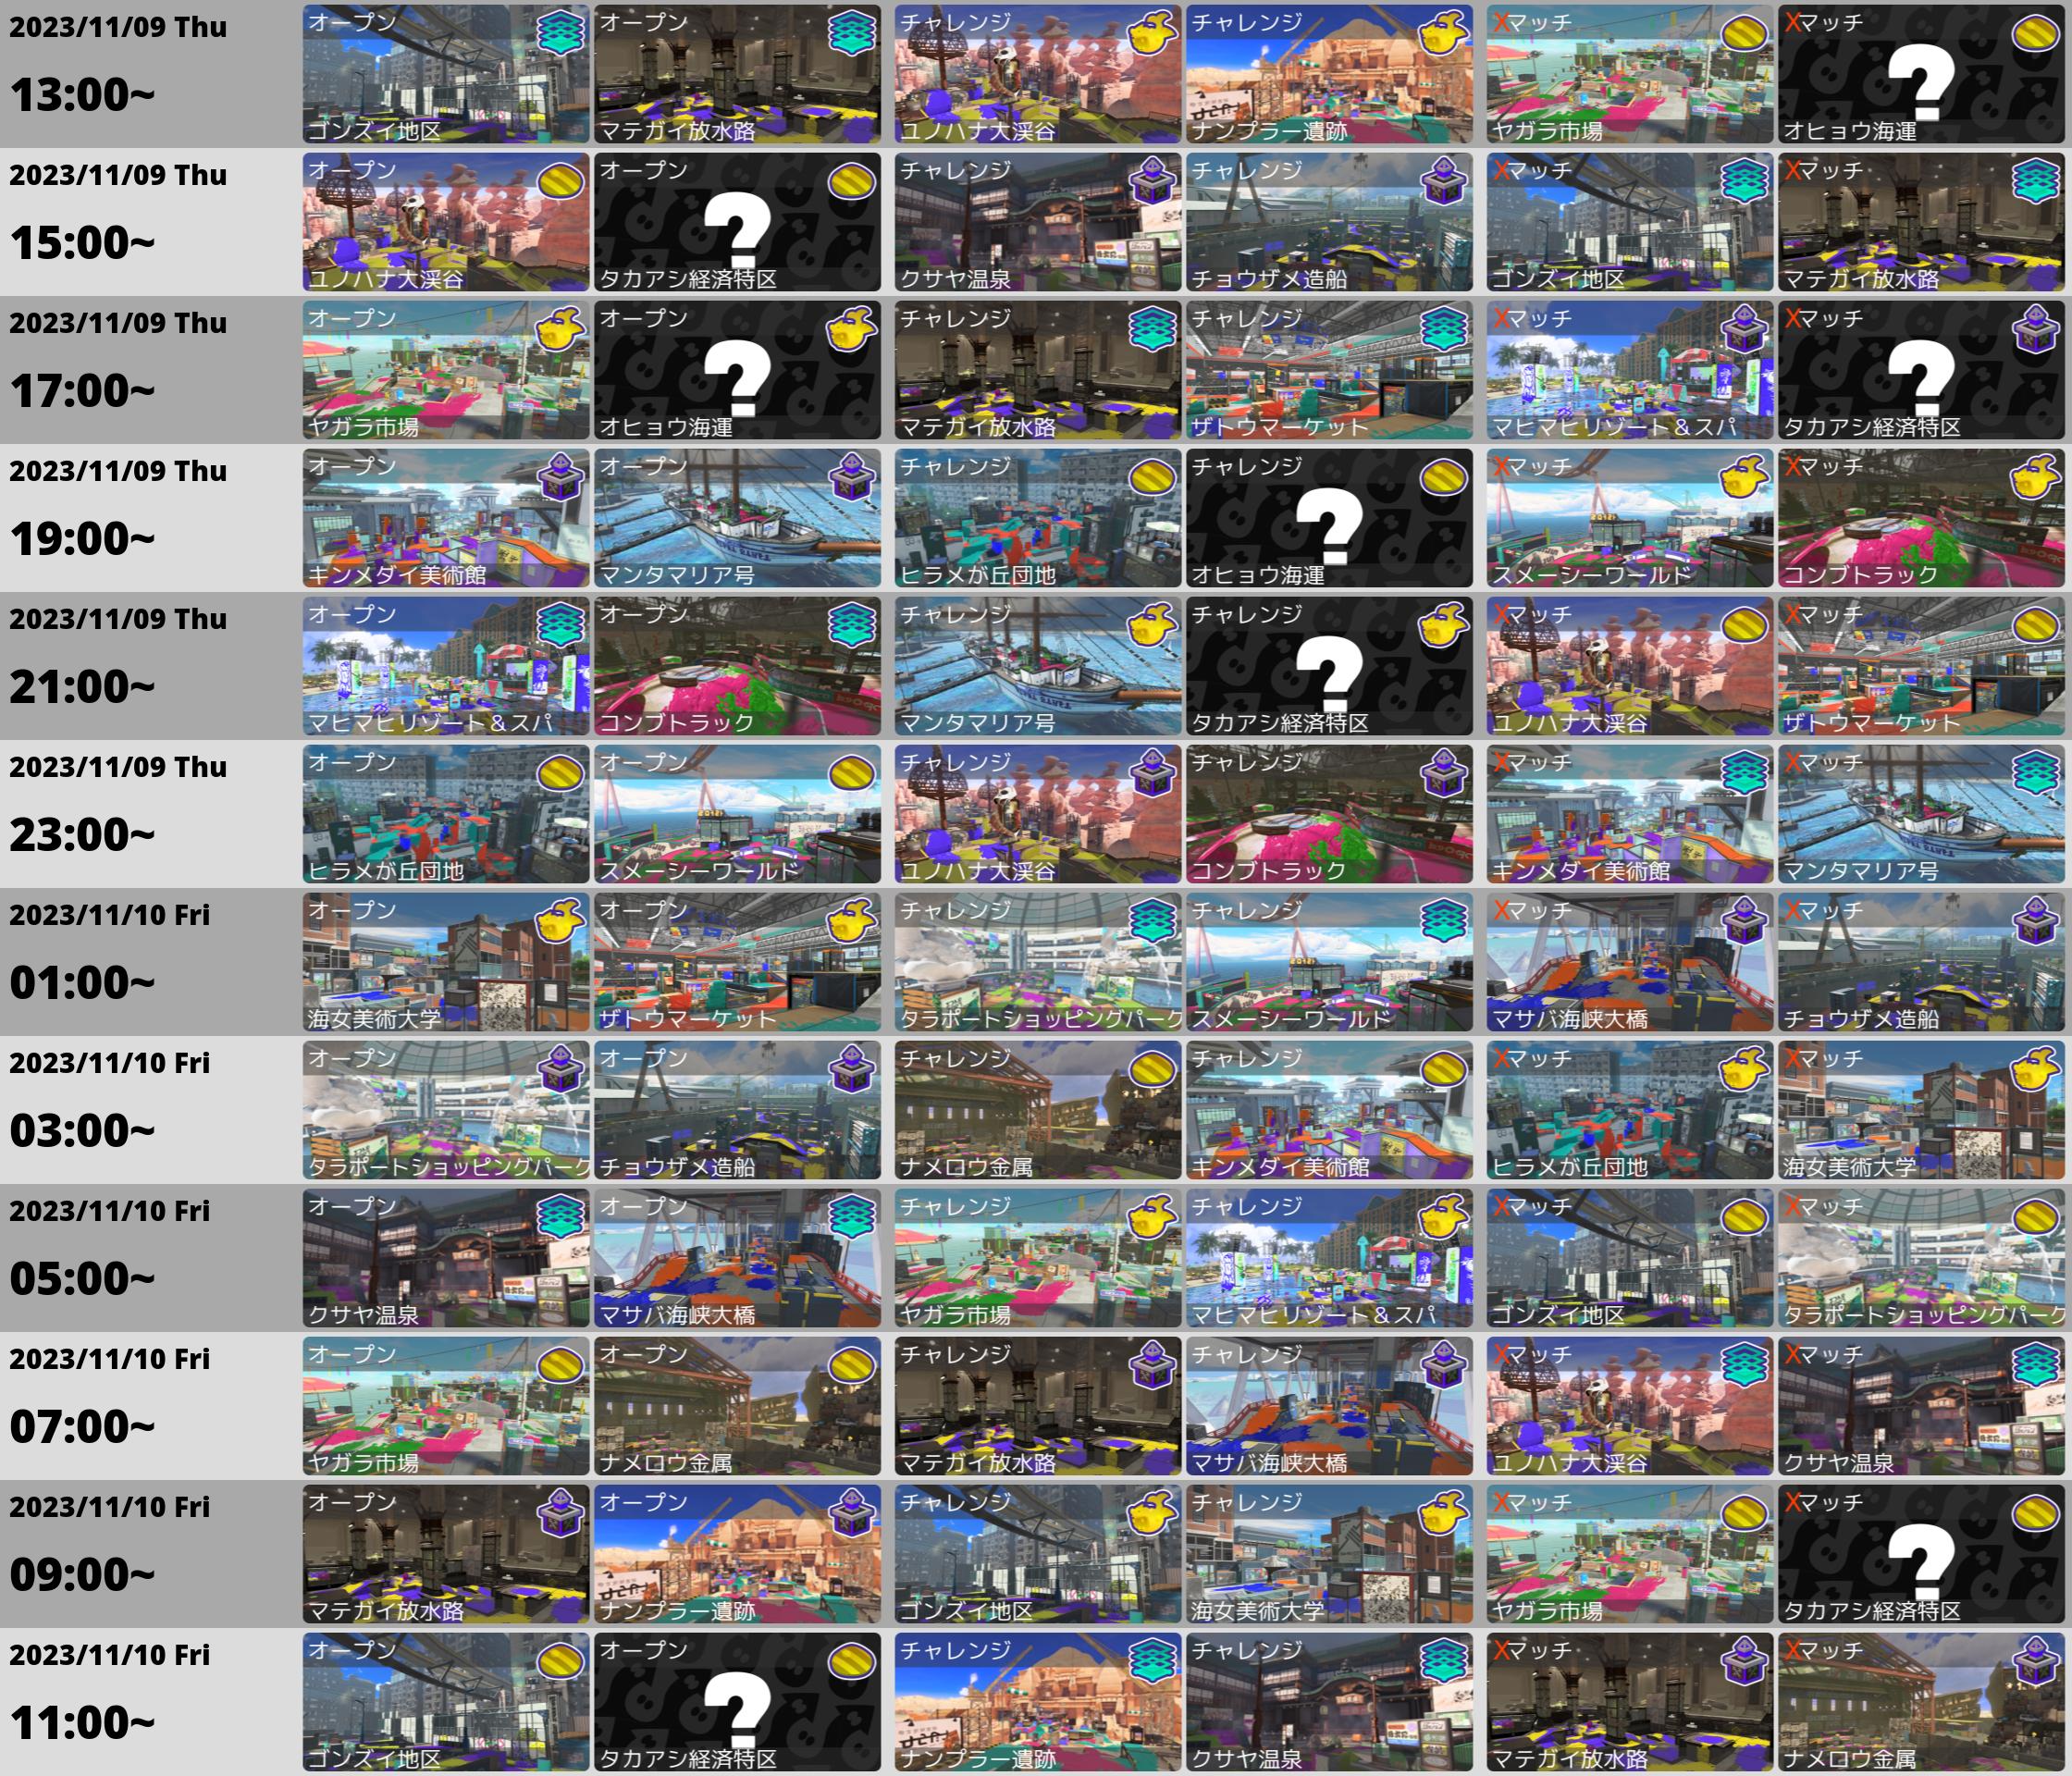 2023/11/09 Thu
13:00~
オープン
ゴンズイ地区
オープン
マテガイ放水路
チャレンジ
ユノハナ大渓谷
チャレンジ
ナンプラー遺跡
Xマッチ
ヤガラ市場
Xマッチ
?
オヒョウ海運
2023/11/09 Thu
15:00~
オープン
ユノハナ大渓谷
オープン
?
タカアシ経済特区
チャレンジ
クサヤ温泉
チャレンジ
チョウザメ造船
Xマッチ
ゴンズイ地区
Xマッチ
マテガイ放水路
2023/11/09 Thu
17:00~
オープン
ヤガラ市場
オープン
?
オヒョウ海運
チャレンジ
マテガイ放水路
チャレンジ
ザトウマーケット
Xマッチ
マヒマヒリゾート＆スパ
Xマッチ
?
タカアシ経済特区
2023/11/09 Thu
19:00~
オープン
キンメダイ美術館
オープン
マンタマリア号
チャレンジ
ヒラメが丘団地
チャレンジ
?
オヒョウ海運
Xマッチ
スメーシーワールド
Xマッチ
コンブトラック
2023/11/09 Thu
21:00~
オープン
マヒマヒリゾート＆スパ
オープン
コンブトラック
チャレンジ
マンタマリア号
チャレンジ
?
タカアシ経済特区
Xマッチ
ユノハナ大渓谷
Xマッチ
ザトウマーケット
2023/11/09 Thu
23:00~
オープン
ヒラメが丘団地
オープン
スメーシーワールド
チャレンジ
ユノハナ大渓谷
チャレンジ
コンブトラック
Xマッチ
キンメダイ美術館
Xマッチ
マンタマリア号
2023/11/10 Fri
01:00~
オープン
海女美術大学
オープン
ザトウマーケット
チャレンジ
タラポートショッピングパーク
チャレンジ
スメーシーワールド
Xマッチ
マサバ海峡大橋
Xマッチ
チョウザメ造船
2023/11/10 Fri
03:00~
オープン
タラポートショッピングパーク
オープン
チョウザメ造船
チャレンジ
ナメロウ金属
チャレンジ
キンメダイ美術館
Xマッチ
ヒラメが丘団地
Xマッチ
海女美術大学
2023/11/10 Fri
05:00~
オープン
クサヤ温泉
オープン
マサバ海峡大橋
チャレンジ
ヤガラ市場
チャレンジ
マヒマヒリゾート＆スパ
Xマッチ
ゴンズイ地区
Xマッチ
タラポートショッピングパーク
2023/11/10 Fri
07:00~
オープン
ヤガラ市場
オープン
ナメロウ金属
チャレンジ
マテガイ放水路
チャレンジ
マサバ海峡大橋
Xマッチ
ユノハナ大渓谷
Xマッチ
クサヤ温泉
2023/11/10 Fri
09:00~
オープン
マテガイ放水路
オープン
ナンプラー遺跡
チャレンジ
ゴンズイ地区
チャレンジ
海女美術大学
Xマッチ
ヤガラ市場
Xマッチ
?
タカアシ経済特区
2023/11/10 Fri
11:00~
オープン
ゴンズイ地区
オープン
?
タカアシ経済特区
チャレンジ
ナンプラー遺跡
チャレンジ
クサヤ温泉
Xマッチ
マテガイ放水路
Xマッチ
ナメロウ金属